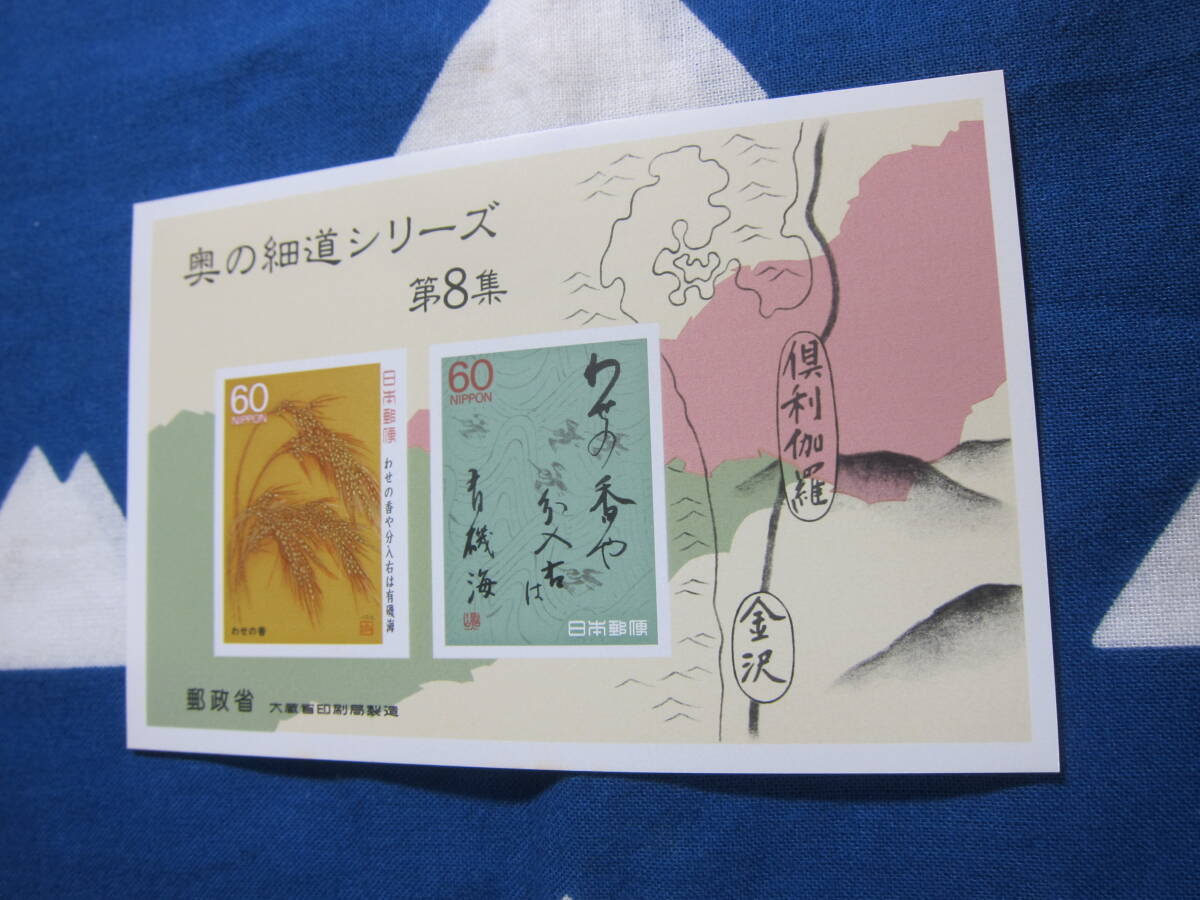 奥の細道シリーズ
第8集
60
NIPPON
日本郵便
わせの香や分入右は有磯海
わせの香
60
NIPPON
わせの香や
分入右は
有磯海
日本郵便
倶利伽羅
金沢
郵政省
大蔵省印刷局製造